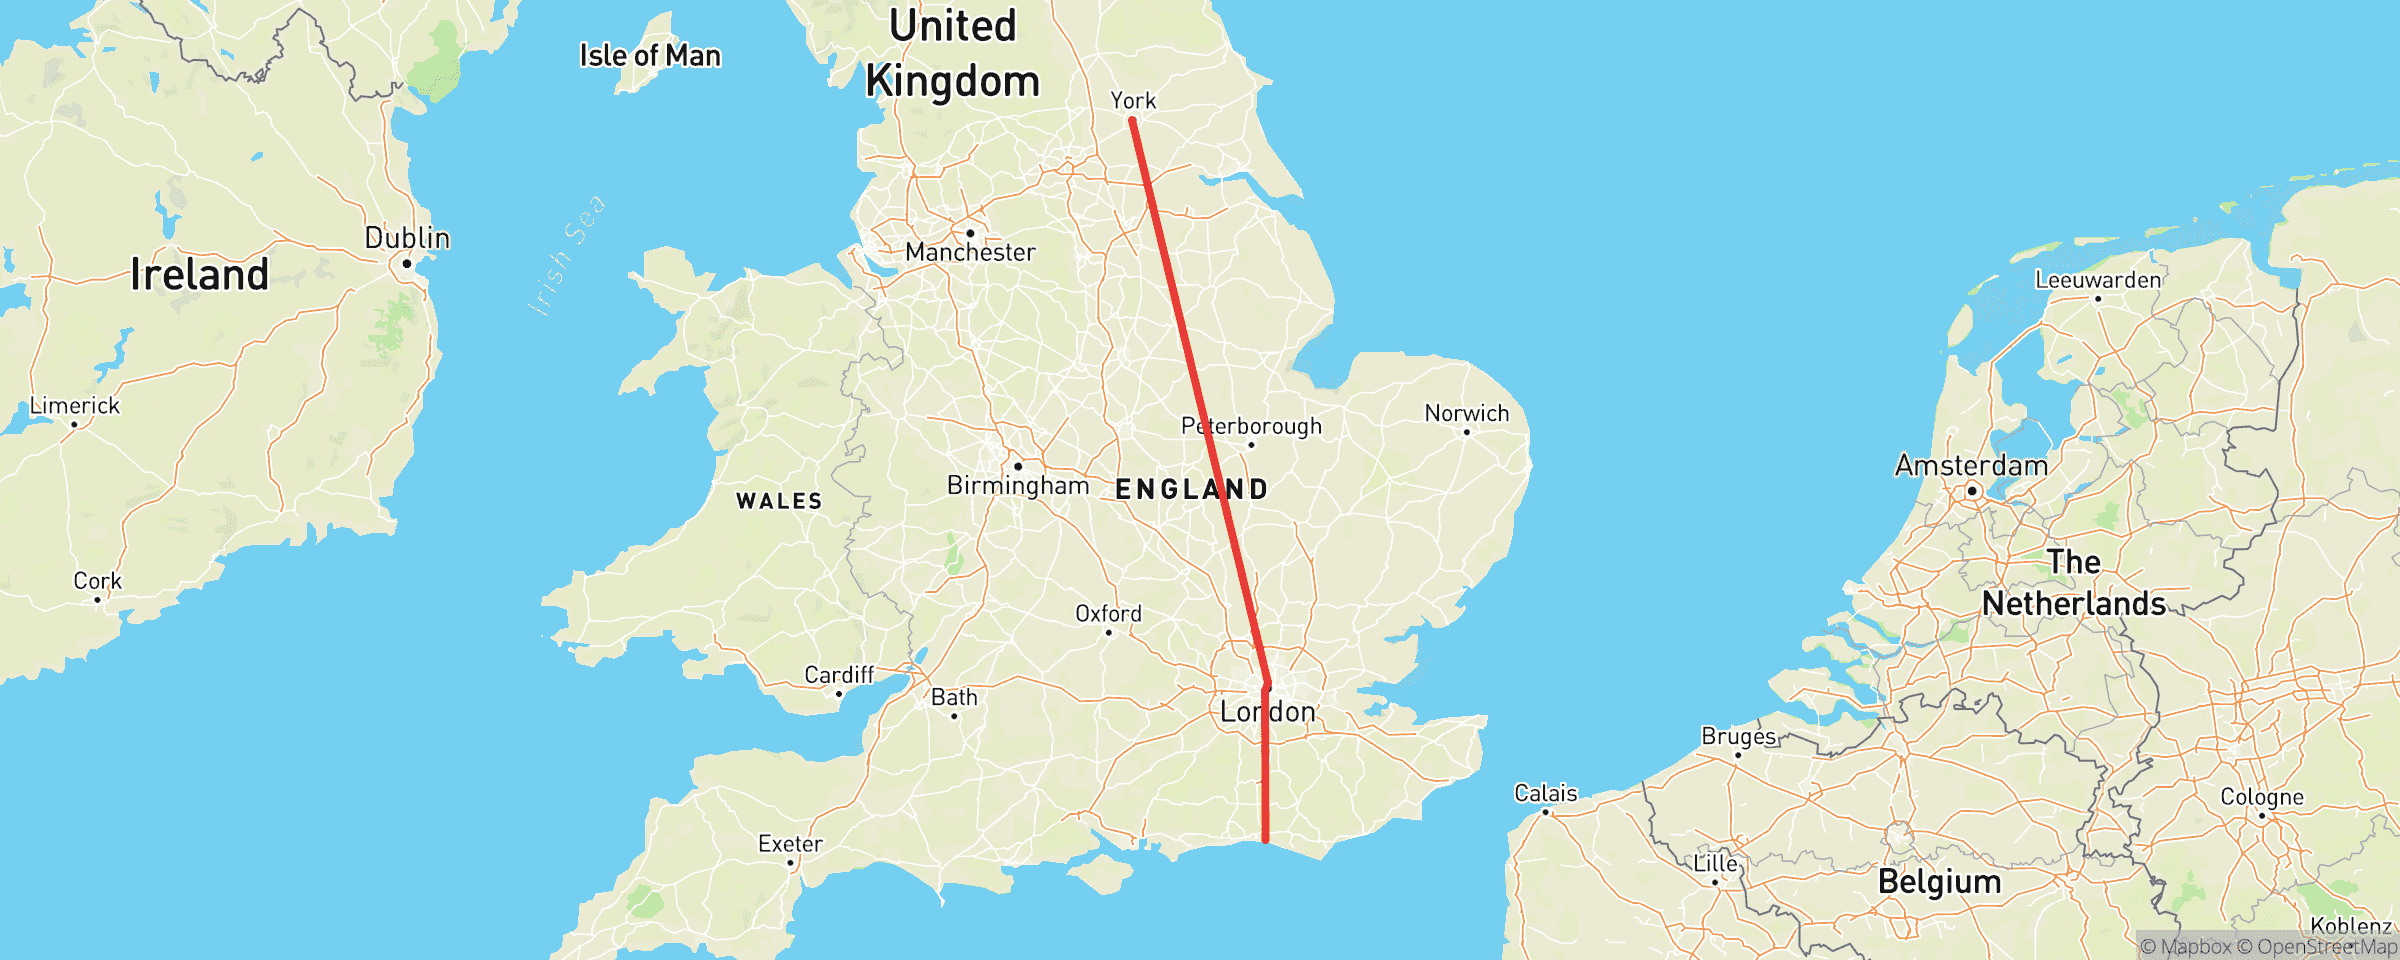 United
Kingdom
Isle of Man
York
Irish Sea
Dublin
Ireland
Manchester
Leeuwarden
Limerick
Peterborough
Norwich
Amsterdam
Birmingham
ENGLAND
WALES
The
Netherlands
Cork
Oxford
Cardiff
Bath
London
Bruges
Calais
Cologne
Exeter
Lille
Belgium
Koblenz
© Mapbox © OpenStreetMap